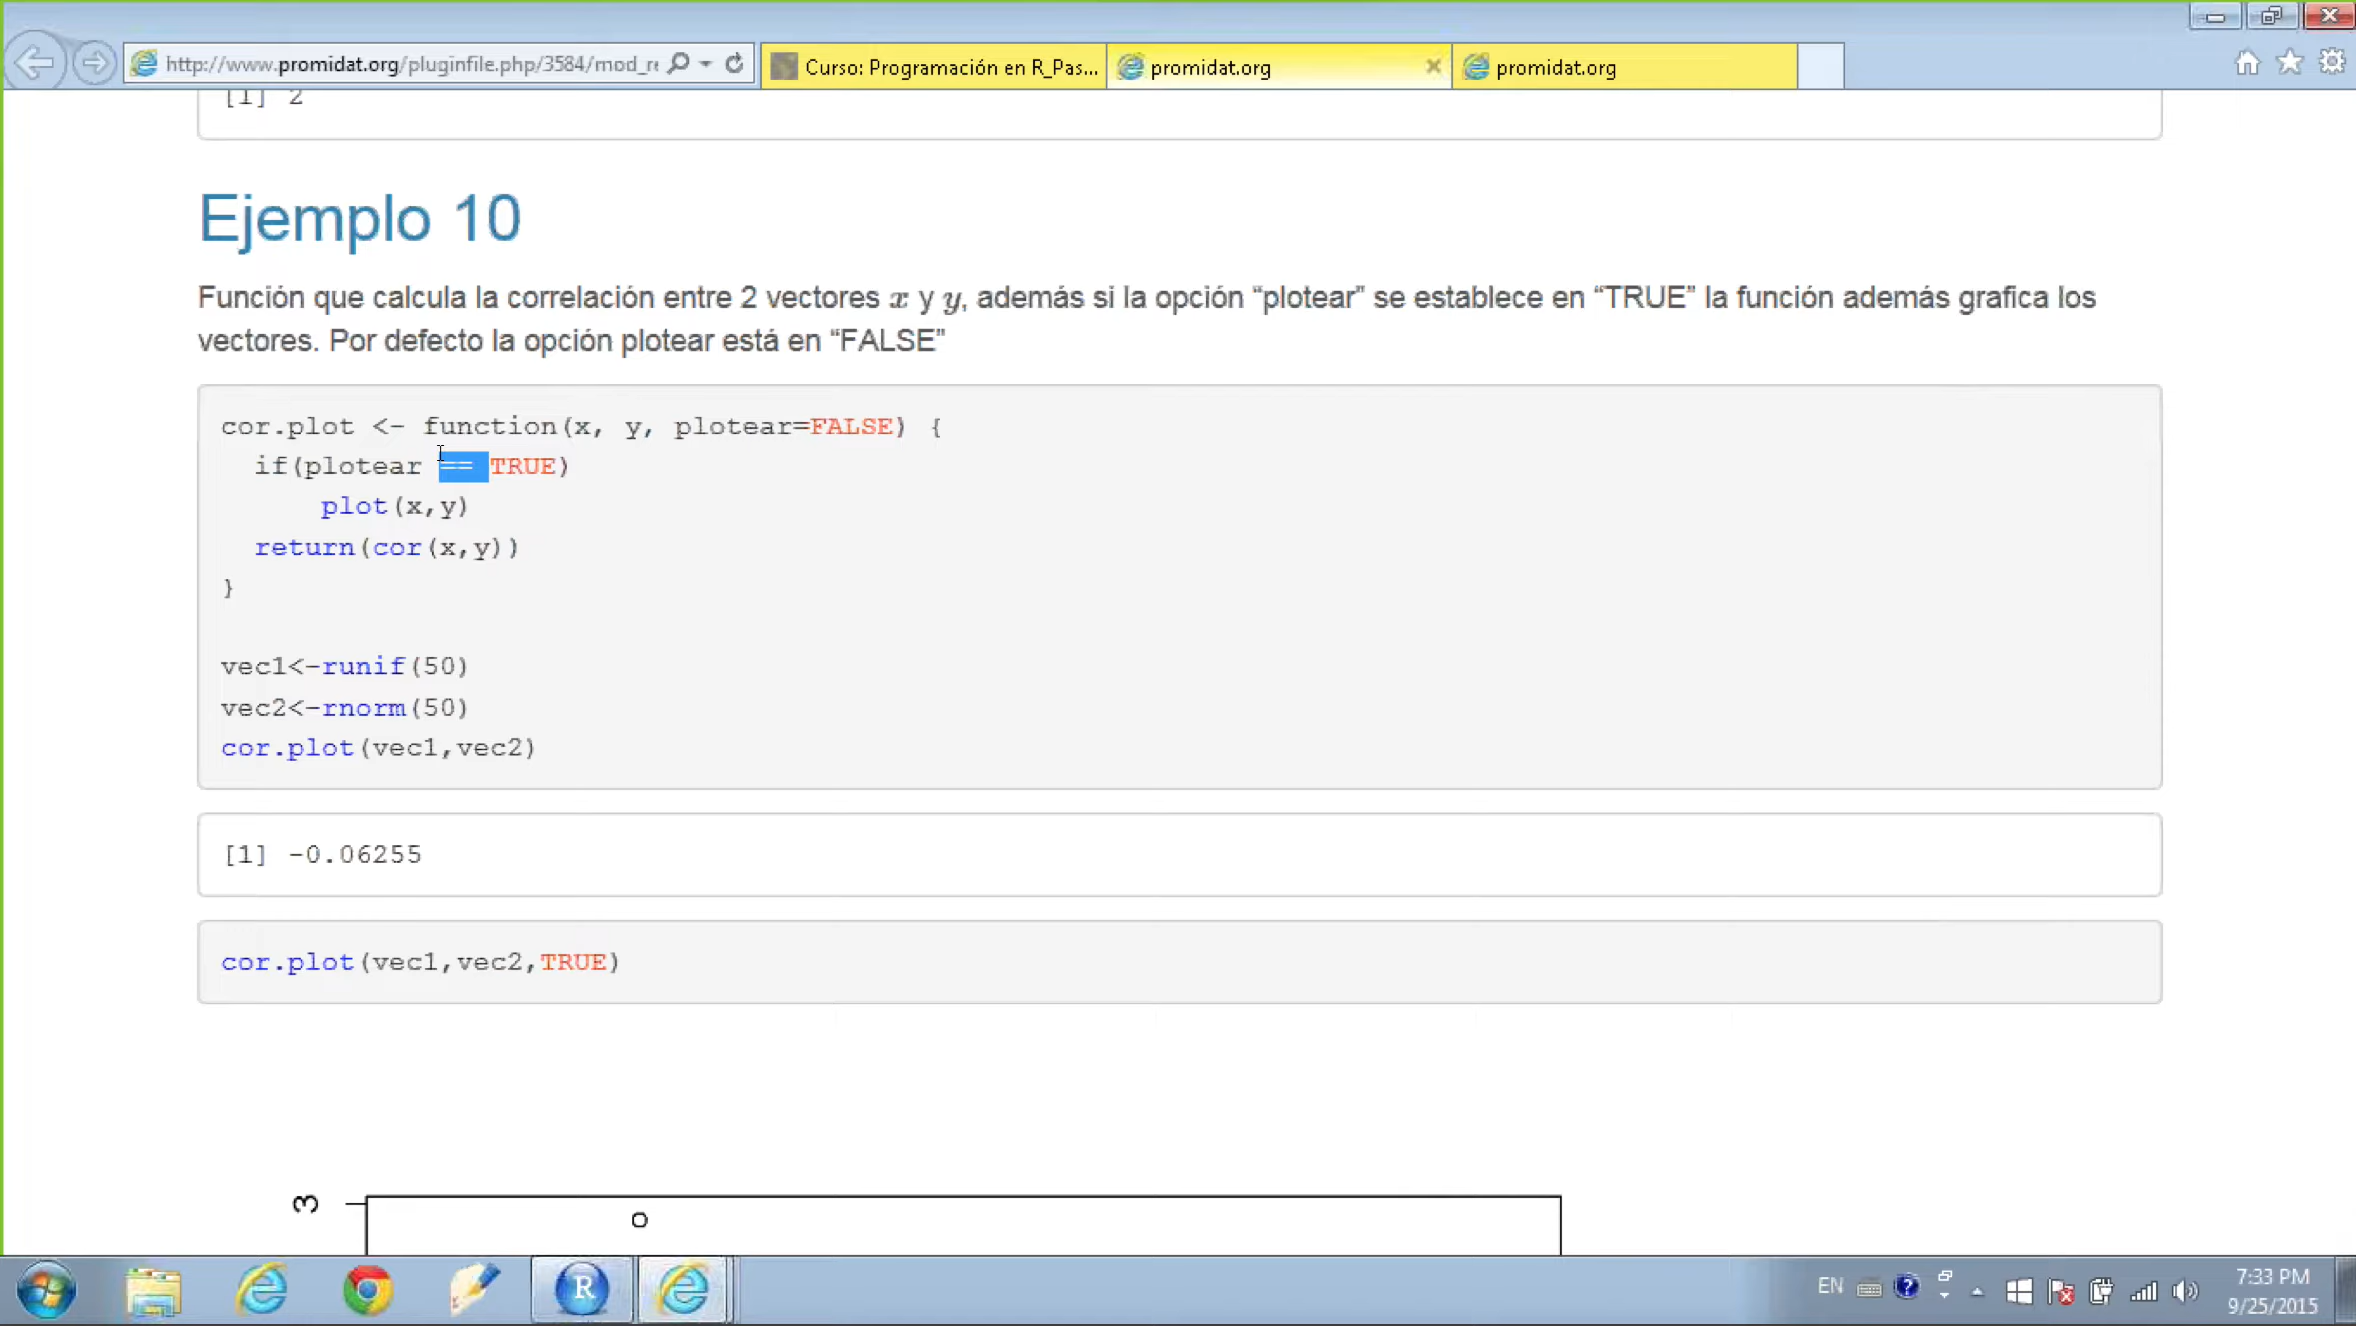 http://www.promidat.org/pluginfile.php/3584/mod_re
Curso: Programación en R_Pas...
promidat.org
promidat.org
[1] 2
Ejemplo 10
Función que calcula la correlación entre 2 vectores x y y, además si la opción “plotear” se establece en “TRUE” la función además grafica los
vectores. Por defecto la opción plotear está en “FALSE”
cor.plot <- function(x, y, plotear=FALSE) {
if(plotear == TRUE)
plot(x,y)
return(cor(x,y))
}
vec1<-runif(50)
vec2<-rnorm(50)
cor.plot(vec1,vec2)
[1] -0.06255
cor.plot(vec1,vec2,TRUE)
3
R
EN
7:33 PM
9/25/2015